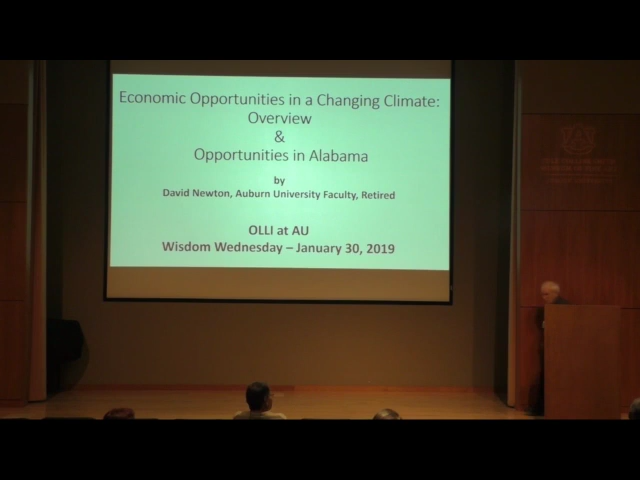 Economic Opportunities in a Changing Climate:
Overview
&
Opportunities in Alabama
by
David Newton, Auburn University Faculty, Retired
OLLI at AU
Wisdom Wednesday – January 30, 2019